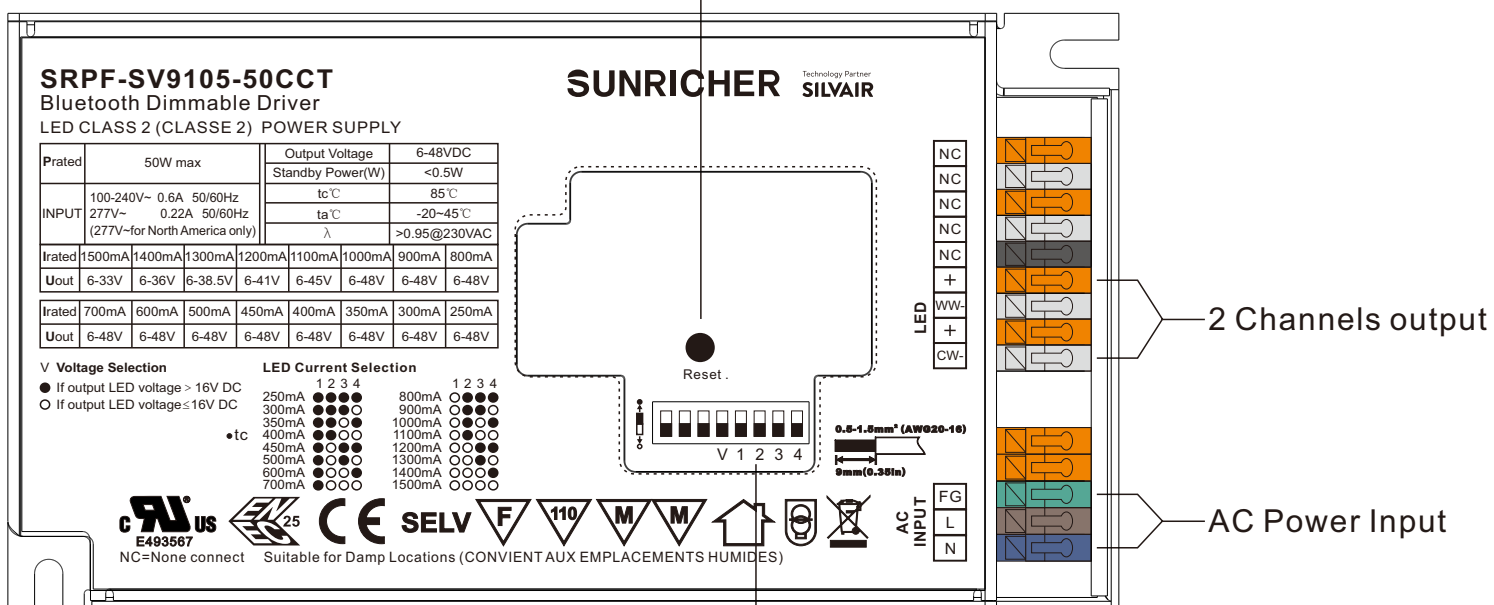 SRPF-SV9105-50CCT
Bluetooth Dimmable Driver
LED CLASS 2 (CLASSE 2) POWER SUPPLY
SUNRICHER
Technology Partner
SILVAIR
Prated 50W max Output Voltage 6-48VDC
Standby Power(W) <0.5W
INPUT 100-240V~ 0.6A 50/60Hz tc℃ 85℃
277V~ 0.22A 50/60Hz ta℃ -20~45℃
(277V~for North America only) λ >0.95@230VAC
Irated 1500mA 1400mA 1300mA 1200mA 1100mA 1000mA 900mA 800mA
Uout 6-33V 6-36V 6-38.5V 6-41V 6-45V 6-48V 6-48V 6-48V
Irated 700mA 600mA 500mA 450mA 400mA 350mA 300mA 250mA
Uout 6-48V 6-48V 6-48V 6-48V 6-48V 6-48V 6-48V 6-48V
V Voltage Selection
● If output LED voltage > 16V DC
○ If output LED voltage≤16V DC
•tc
LED Current Selection
1 2 3 4 1 2 3 4
250mA ●●●● 800mA ○●●●
300mA ●●●○ 900mA ○●●○
350mA ●●○● 1000mA ○●○●
400mA ●●○○ 1100mA ○●○○
450mA ●○●● 1200mA ○○●●
500mA ●○●○ 1300mA ○○●○
600mA ●○○● 1400mA ○○○●
700mA ●○○○ 1500mA ○○○○
Reset .
V 1 2 3 4
0.5-1.5mm² (AWG20-16)
9mm(0.35in)
NC
NC
NC
NC
NC
+
WW-
+
CW-
LED
2 Channels output
AC INPUT
FG
L
N
AC Power Input
C RU ® US
E493567
ENEC 25
CE
SELV
F
110
M
M
NC=None connect Suitable for Damp Locations (CONVIENT AUX EMPLACEMENTS HUMIDES)